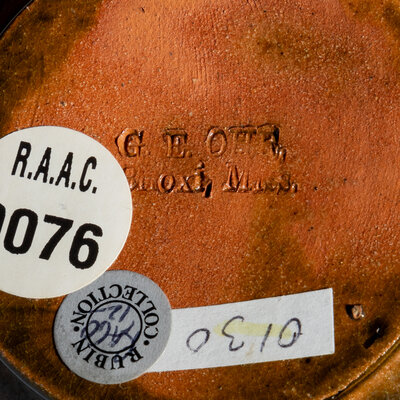 G. E. OHR,
Biloxi, Miss.
R.A.A.C.
0076
RUBIN COLLECTION
0130